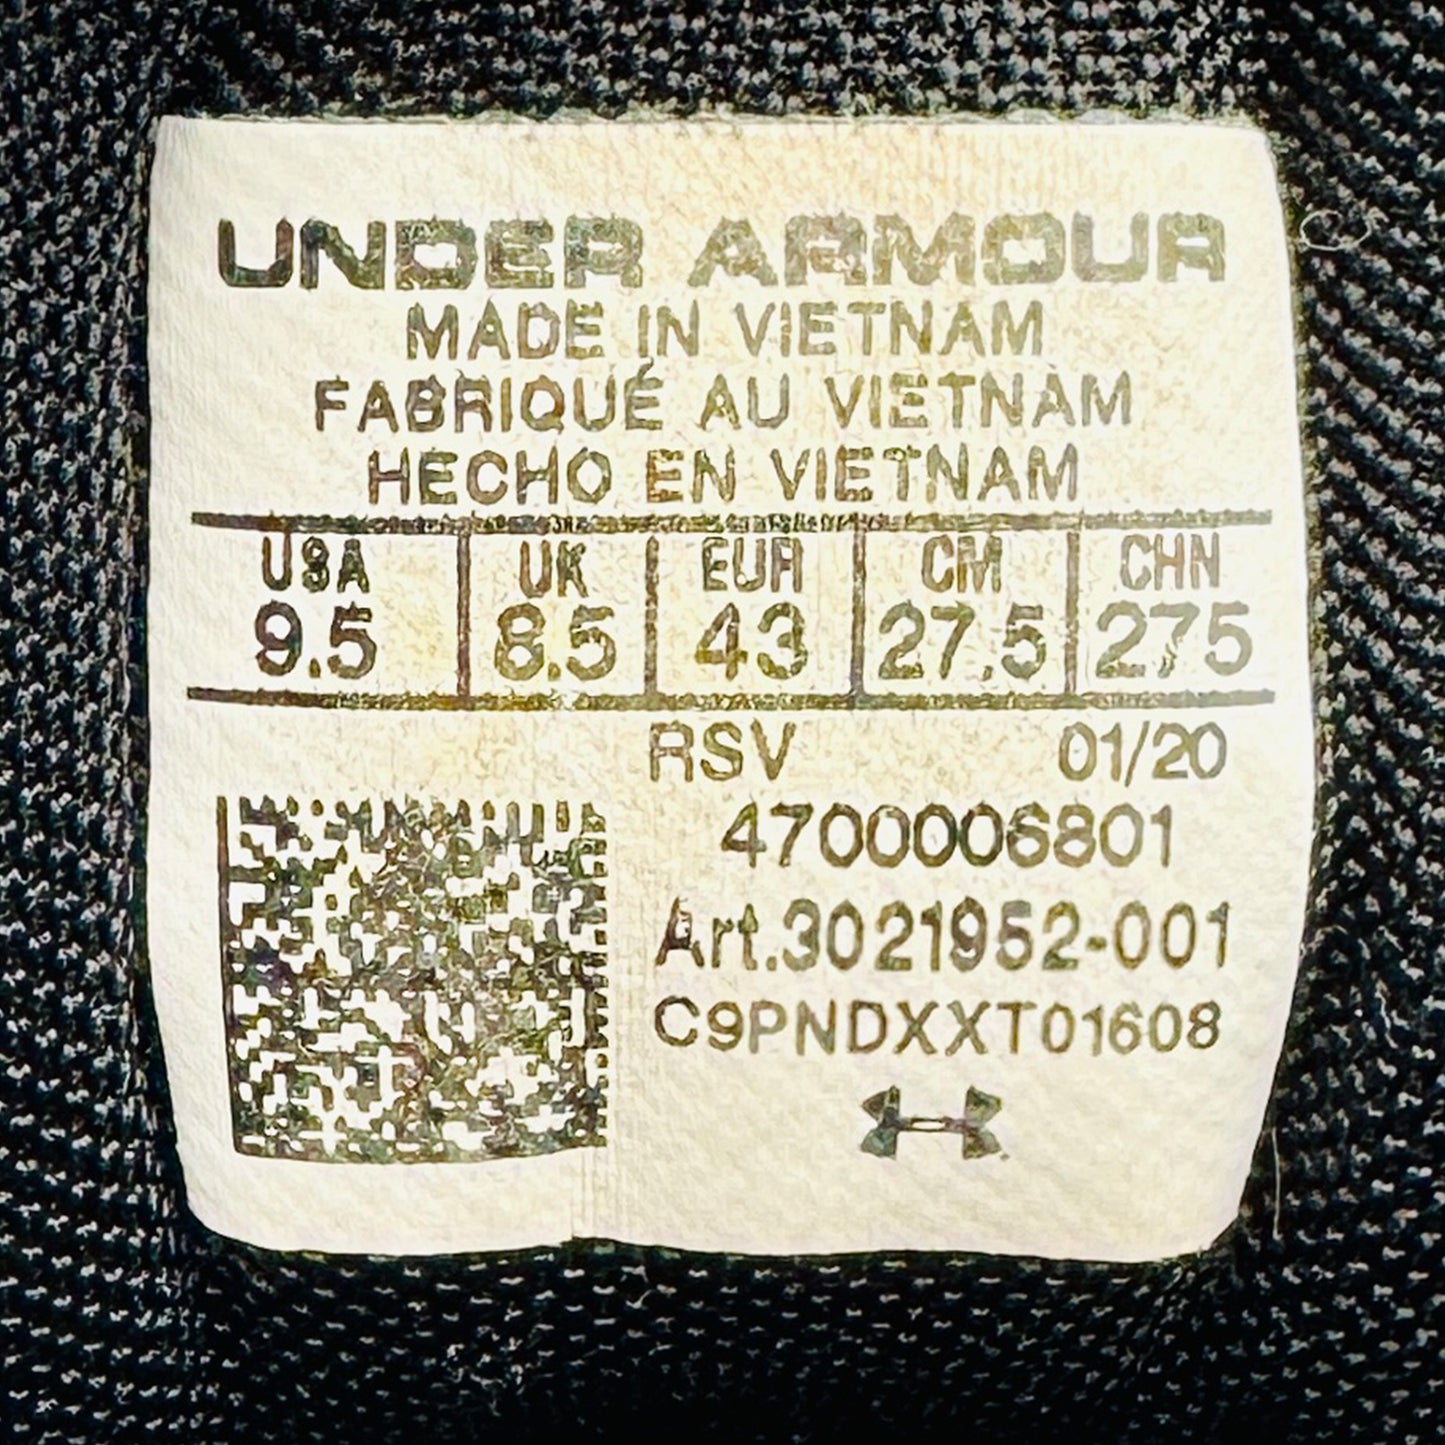 UNDER ARMOUR
MADE IN VIETNAM
FABRIQUÉ AU VIETNAM
HECHO EN VIETNAM
USA UK EUR CM CHN
9.5 8.5 43 27.5 275
RSV 01/20
4700006801
Art.3021952-001
C9PNDXXT01608